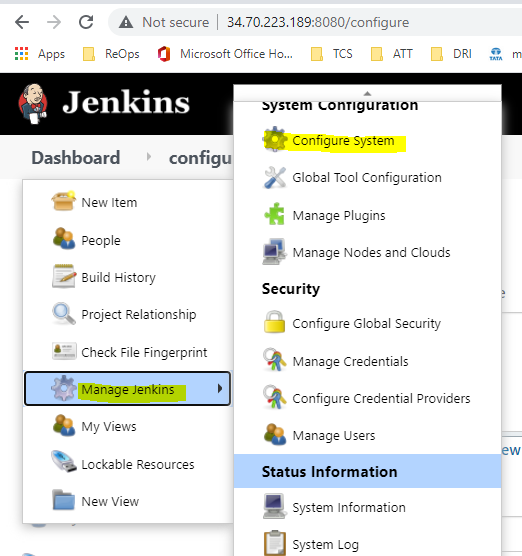 Not secure | 34.70.223.189:8080/configure
Apps ReOps Microsoft Office Ho... TCS ATT DRI TATA m
Jenkins
Dashboard configu
New Item
People
Build History
Project Relationship
Check File Fingerprint
Manage Jenkins
My Views
Lockable Resources
New View
System Configuration
Configure System
Global Tool Configuration
Manage Plugins
Manage Nodes and Clouds
Security
Configure Global Security
Manage Credentials
Configure Credential Providers
Manage Users
Status Information
System Information
System Log
e
ew